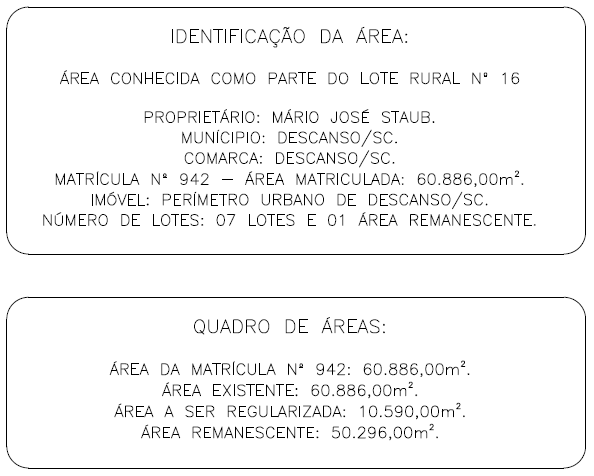 IDENTIFICAÇÃO DA ÁREA:
ÁREA CONHECIDA COMO PARTE DO LOTE RURAL Nº 16
PROPRIETÁRIO: MÁRIO JOSÉ STAUB.
MUNÍCIPIO: DESCANSO/SC.
COMARCA: DESCANSO/SC.
MATRÍCULA Nº 942 – ÁREA MATRICULADA: 60.886,00m².
IMÓVEL: PERÍMETRO URBANO DE DESCANSO/SC.
NÚMERO DE LOTES: 07 LOTES E 01 ÁREA REMANESCENTE.
QUADRO DE ÁREAS:
ÁREA DA MATRÍCULA Nª 942: 60.886,00m².
ÁREA EXISTENTE: 60.886,00m².
ÁREA A SER REGULARIZADA: 10.590,00m².
ÁREA REMANESCENTE: 50.296,00m².